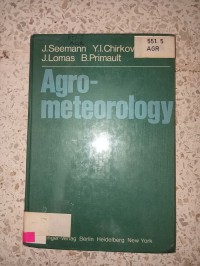 J.Seemann Y.I.Chirkov
J.Lomas B.Primault
551.5
AGR
Agro-
meteorology
Springer-Verlag Berlin Heidelberg New York